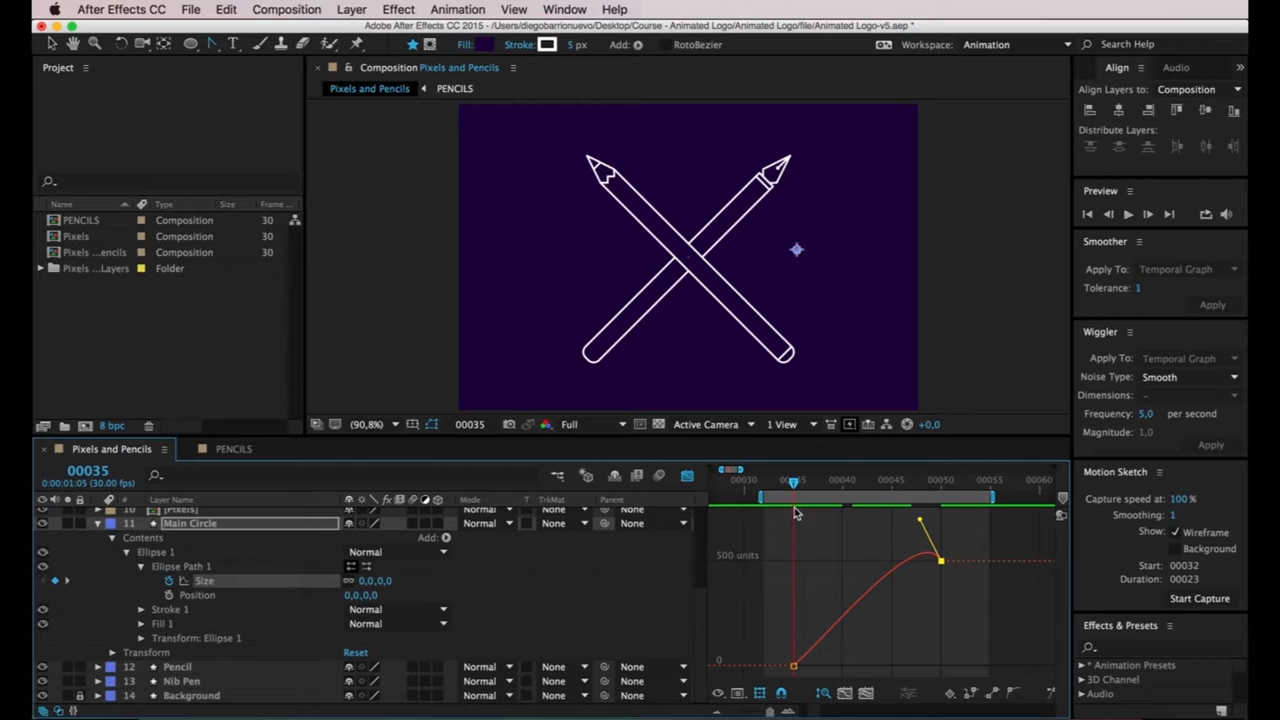 After Effects CC File Edit Composition Layer Effect Animation View Window Help
Adobe After Effects CC 2015 - /Users/diegobarrionuevo/Desktop/Course - Animated Logo/Animated Logo/file/Animated Logo-v5.aep *
Fill: Stroke: 5 px Add: RotoBezier Workspace: Animation Search Help
Project
Composition Pixels and Pencils
Pixels and Pencils PENCILS
Name Type Size Frame ...
PENCILS Composition 30
Pixels Composition 30
Pixels ...encils Composition 30
Pixels ...Layers Folder
8 bpc
(90,8%) 00035 Full Active Camera 1 View +0,0
Align Audio
Align Layers to: Composition
Distribute Layers:
Preview
Smoother
Apply To: Temporal Graph
Tolerance: 1
Apply
Wiggler
Apply To: Temporal Graph
Noise Type: Smooth
Dimensions: -
Frequency: 5,0 per second
Magnitude: 1,0
Apply
Motion Sketch
Capture speed at: 100 %
Smoothing: 1
Show: Wireframe
Background
Start: 00032
Duration: 00023
Start Capture
Effects & Presets
* Animation Presets
3D Channel
Audio
Pixels and Pencils PENCILS
00035
0:00:01:05 (30.00 fps)
# Layer Name Mode T TrkMat Parent
10 [Pixels] Normal None None
11 Main Circle Normal None None
Contents Add:
Ellipse 1 Normal
Ellipse Path 1
Size 0,0,0,0
Position 0,0,0,0
Stroke 1 Normal
Fill 1 Normal
Transform: Ellipse 1
Transform Reset
12 Pencil Normal None None
13 Nib Pen Normal None None
14 Background Normal None None
00030 00040 00045 00050 00055 00060
500 units
0